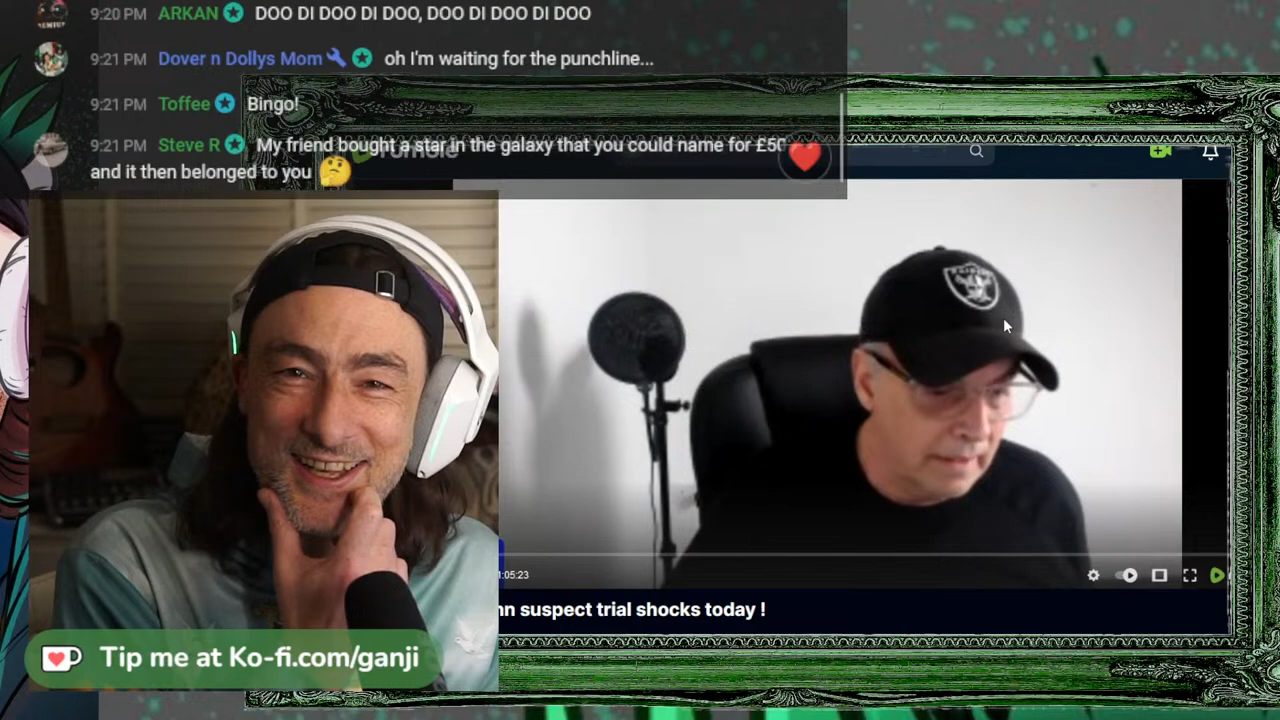 9:20 PM ARKAN DOO DI DOO DI DOO, DOO DI DOO DI DOO
9:21 PM Dover n Dollys Mom oh I'm waiting for the punchline...
9:21 PM Toffee Bingo!
9:21 PM Steve R My friend bought a star in the galaxy that you could name for £50
and it then belonged to you
rumble
RAIDERS
1:05:23
nn suspect trial shocks today !
Tip me at Ko-fi.com/ganji